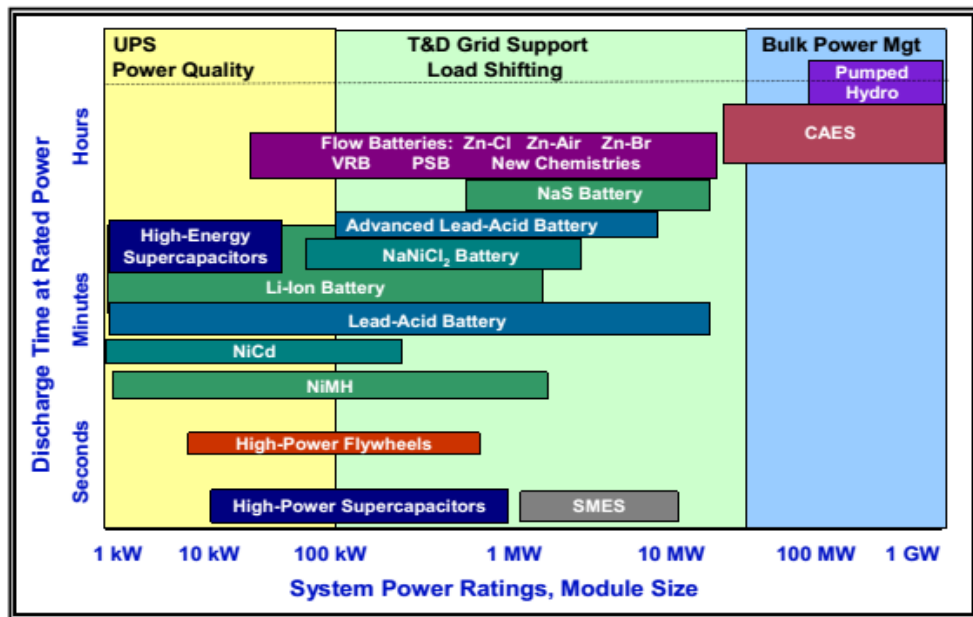 UPS
Power Quality
T&D Grid Support
Load Shifting
Bulk Power Mgt
Pumped
Hydro
CAES
Flow Batteries: Zn-Cl Zn-Air Zn-Br
VRB PSB New Chemistries
NaS Battery
Advanced Lead-Acid Battery
High-Energy
Supercapacitors
NaNiCl₂ Battery
Li-Ion Battery
Lead-Acid Battery
NiCd
NiMH
High-Power Flywheels
High-Power Supercapacitors
SMES
Discharge Time at Rated Power
Hours
Minutes
Seconds
1 kW 10 kW 100 kW 1 MW 10 MW 100 MW 1 GW
System Power Ratings, Module Size